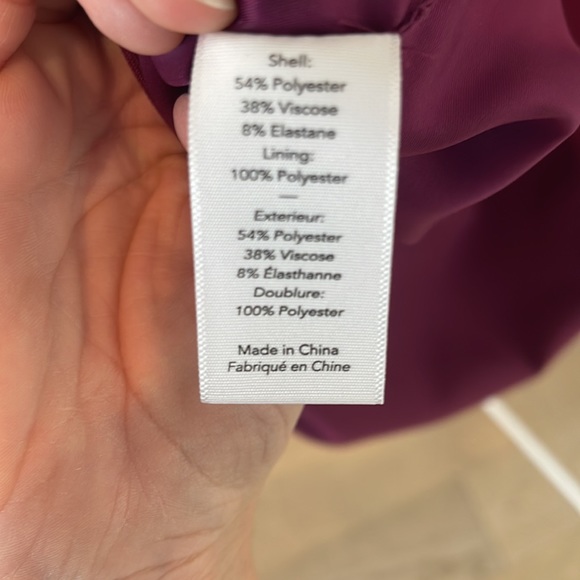 Shell:
54% Polyester
38% Viscose
8% Elastane
Lining:
100% Polyester
—
Exterieur:
54% Polyester
38% Viscose
8% Élasthanne
Doublure:
100% Polyester
Made in China
Fabriqué en Chine